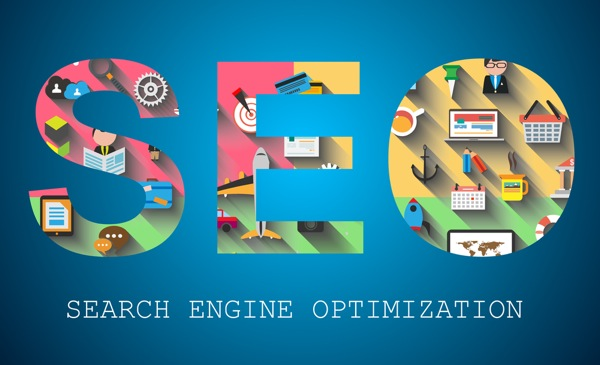 SEO
SEARCH ENGINE OPTIMIZATION